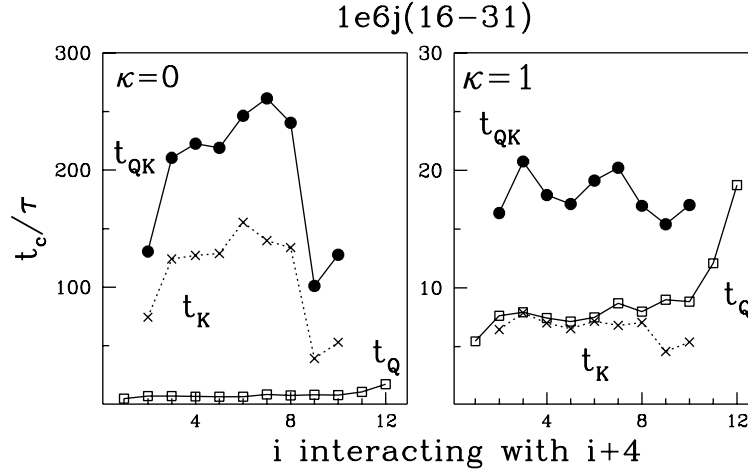 1e6j(16−31)
300
200
100
t_c/τ
κ=0
t_QK
t_K
t_Q
4
8
12
30
20
10
κ=1
t_QK
t_K
t_Q
4
8
12
i interacting with i+4